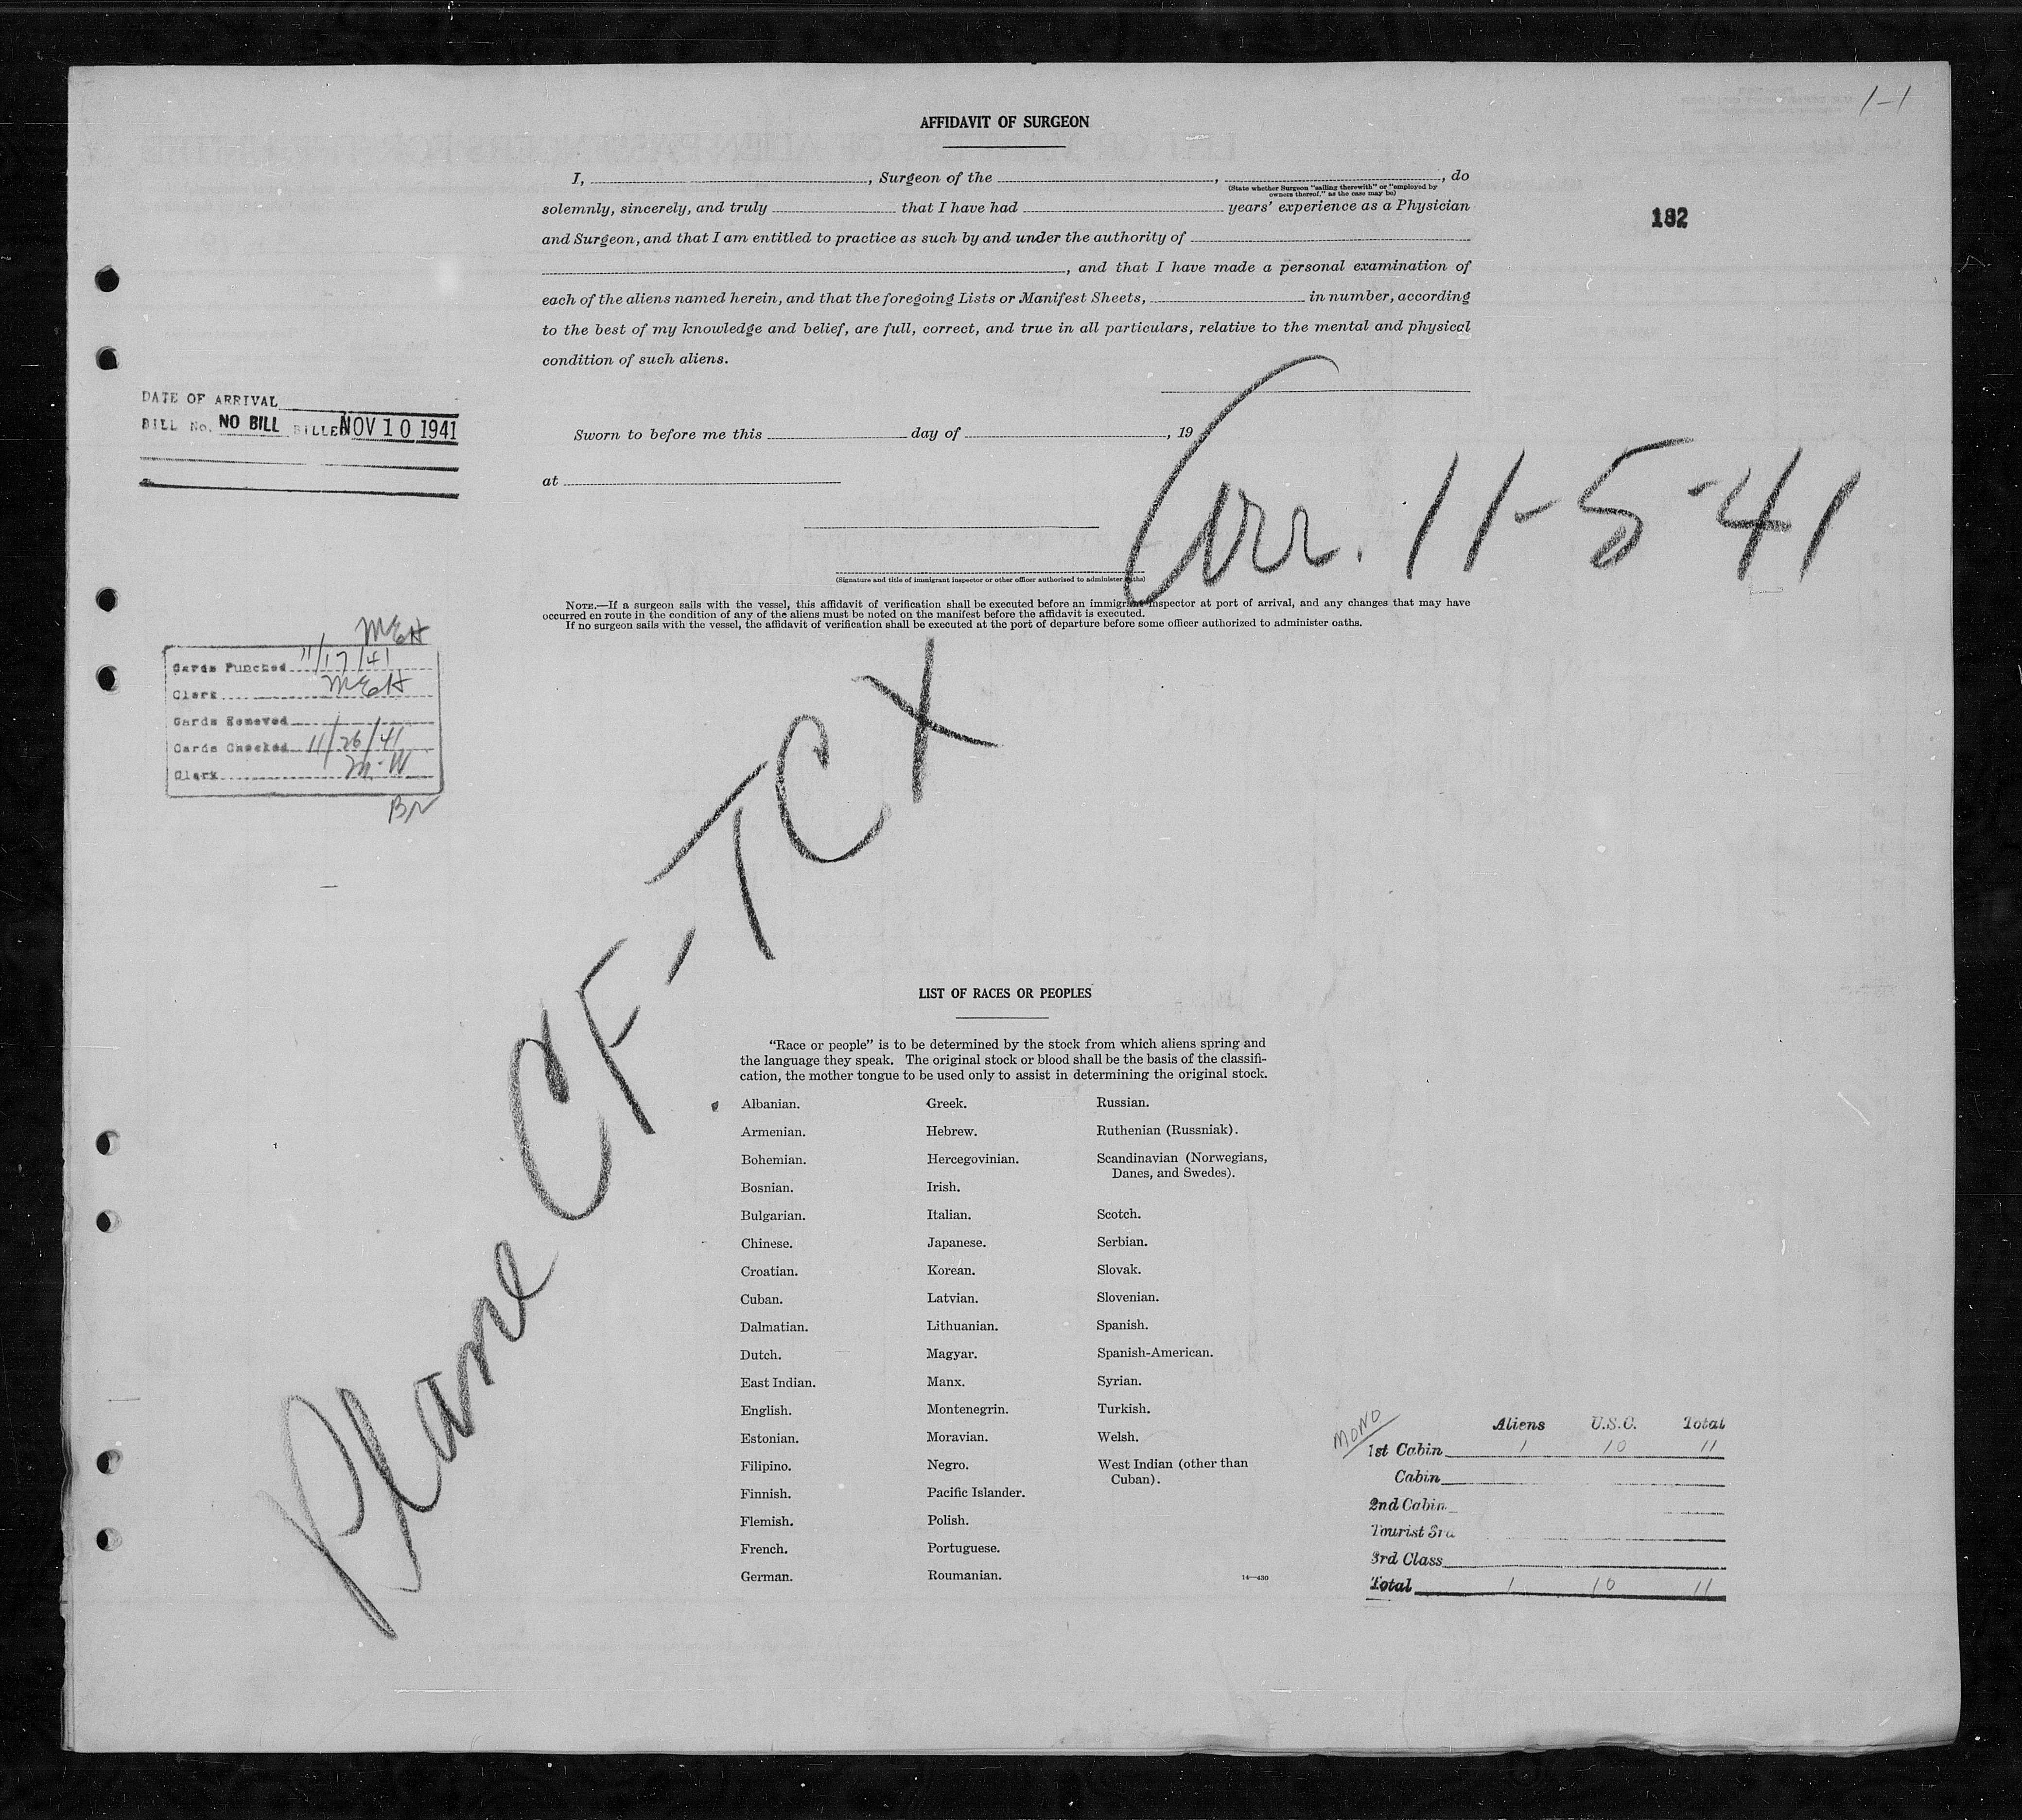 1-1
AFFIDAVIT OF SURGEON
I, , Surgeon of the , , do
(State whether Surgeon "sailing therewith" or "employed by
owners thereof," as the case may be)
solemnly, sincerely, and truly that I have had years' experience as a Physician
182
and Surgeon, and that I am entitled to practice as such by and under the authority of
, and that I have made a personal examination of
each of the aliens named herein, and that the foregoing Lists or Manifest Sheets, in number, according
to the best of my knowledge and belief, are full, correct, and true in all particulars, relative to the mental and physical
condition of such aliens.
DATE OF ARRIVAL
BILL No. NO BILL BILLED NOV 10 1941
Sworn to before me this day of , 19
at
Arr. 11-5-41
(Signature and title of immigrant inspector or other officer authorized to administer oaths)
NOTE.—If a surgeon sails with the vessel, this affidavit of verification shall be executed before an immigrant inspector at port of arrival, and any changes that may have
occurred en route in the condition of any of the aliens must be noted on the manifest before the affidavit is executed.
If no surgeon sails with the vessel, the affidavit of verification shall be executed at the port of departure before some officer authorized to administer oaths.
MEH
Cards Punched 11/17/41
Clerk MEH
Cards Removed
Cards Checked 11/26/41
Clerk M-W
BN
Plane CF-TCX
LIST OF RACES OR PEOPLES
"Race or people" is to be determined by the stock from which aliens spring and
the language they speak. The original stock or blood shall be the basis of the classifi-
cation, the mother tongue to be used only to assist in determining the original stock.
Albanian.
Armenian.
Bohemian.
Bosnian.
Bulgarian.
Chinese.
Croatian.
Cuban.
Dalmatian.
Dutch.
East Indian.
English.
Estonian.
Filipino.
Finnish.
Flemish.
French.
German.
Greek.
Hebrew.
Hercegovinian.
Irish.
Italian.
Japanese.
Korean.
Latvian.
Lithuanian.
Magyar.
Manx.
Montenegrin.
Moravian.
Negro.
Pacific Islander.
Polish.
Portuguese.
Roumanian.
Russian.
Ruthenian (Russniak).
Scandinavian (Norwegians,
Danes, and Swedes).
Scotch.
Serbian.
Slovak.
Slovenian.
Spanish.
Spanish-American.
Syrian.
Turkish.
Welsh.
West Indian (other than
Cuban).
14—430
MONO
Aliens U.S.C. Total
1st Cabin 1 10 11
Cabin
2nd Cabin
Tourist 3rd
3rd Class
Total 1 10 11